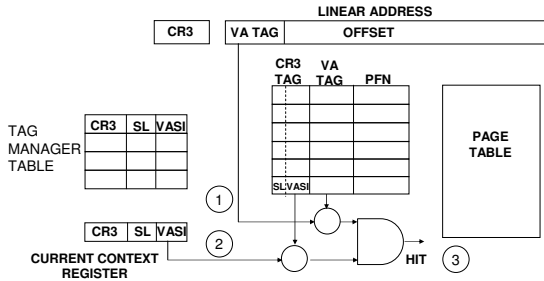 LINEAR ADDRESS
CR3 VA TAG OFFSET
CR3 TAG VA TAG PFN
TAG MANAGER TABLE
CR3 SL VASI
PAGE TABLE
SL VASI
1
CR3 SL VASI
2
CURRENT CONTEXT REGISTER
HIT
3